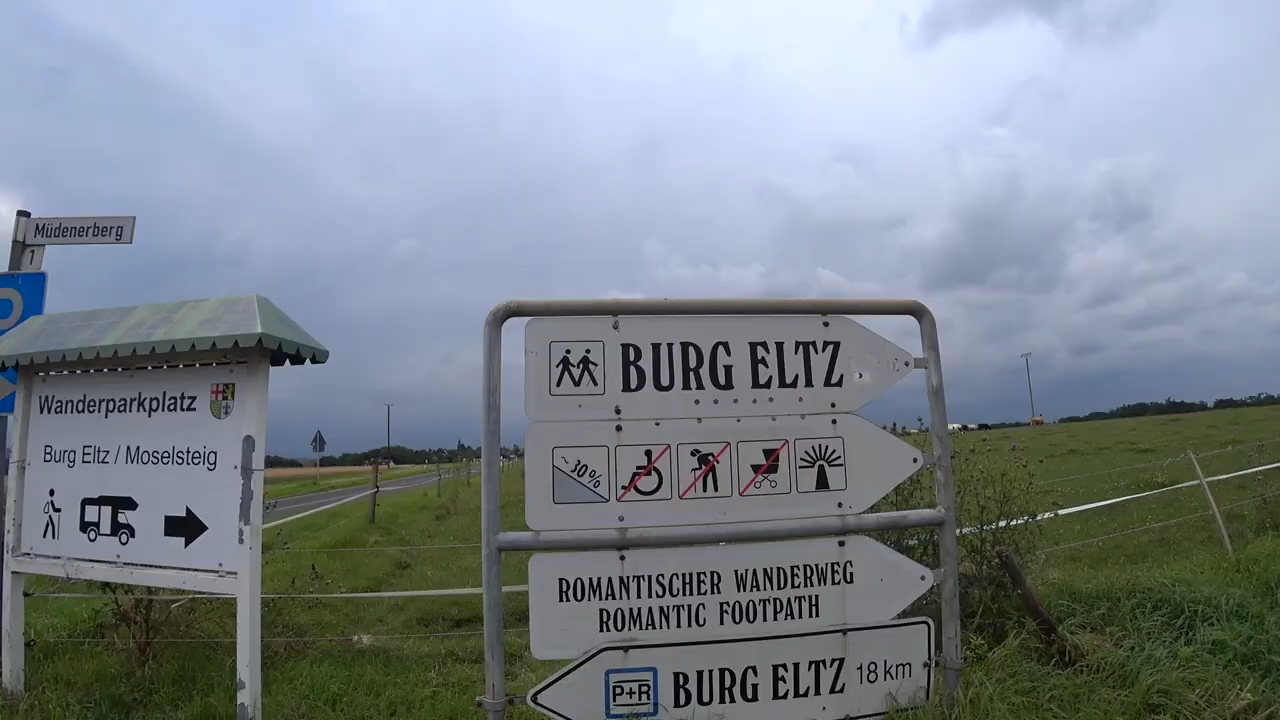 Müdenerberg
1
Wanderparkplatz
Burg Eltz / Moselsteig
BURG ELTZ
~ 30%
ROMANTISCHER WANDERWEG
ROMANTIC FOOTPATH
P+R BURG ELTZ 18 km